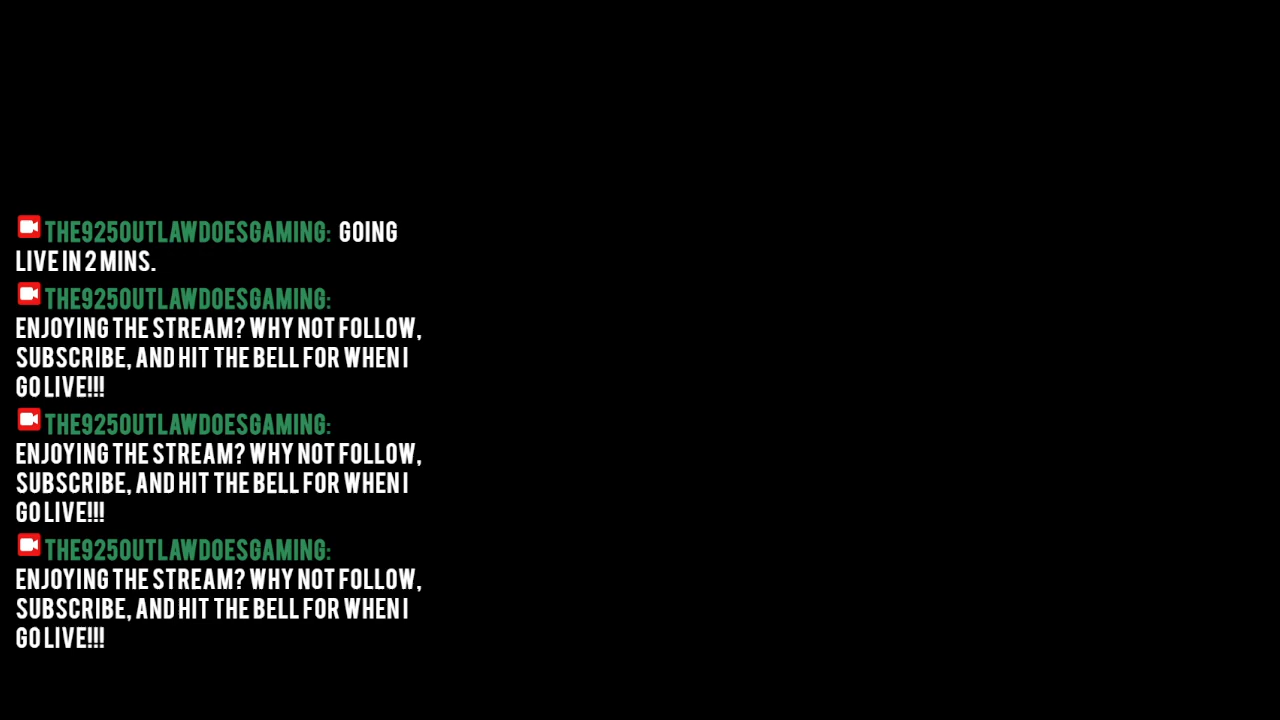 THE925OUTLAWDOESGAMING: GOING
LIVE IN 2 MINS.
THE925OUTLAWDOESGAMING:
ENJOYING THE STREAM? WHY NOT FOLLOW,
SUBSCRIBE, AND HIT THE BELL FOR WHEN I
GO LIVE!!!
THE925OUTLAWDOESGAMING:
ENJOYING THE STREAM? WHY NOT FOLLOW,
SUBSCRIBE, AND HIT THE BELL FOR WHEN I
GO LIVE!!!
THE925OUTLAWDOESGAMING:
ENJOYING THE STREAM? WHY NOT FOLLOW,
SUBSCRIBE, AND HIT THE BELL FOR WHEN I
GO LIVE!!!